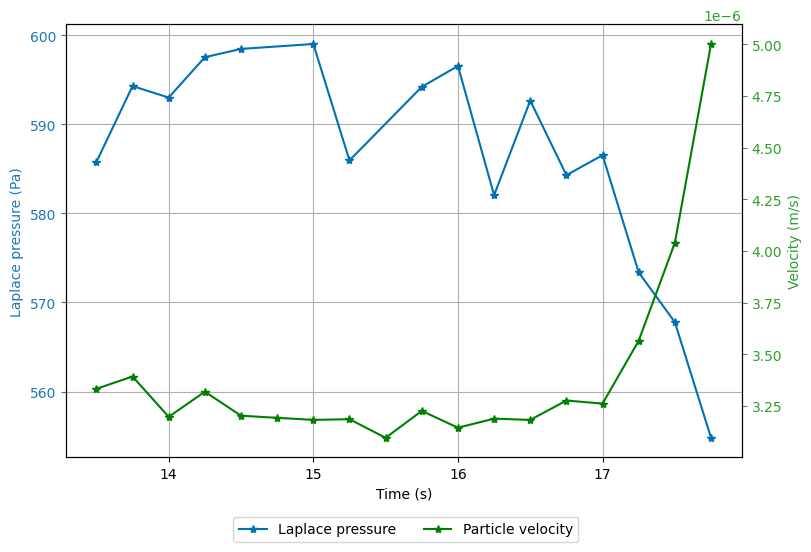 1e−6
600
590
580
570
560
Laplace pressure (Pa)
5.00
4.75
4.50
4.25
4.00
3.75
3.50
3.25
Velocity (m/s)
14 15 16 17
Time (s)
Laplace pressure Particle velocity